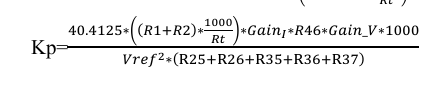 Kp=
40.4125*((R1+R2)*1000/Rt)*Gain_I*R46*Gain_V*1000
Vref²*(R25+R26+R35+R36+R37)